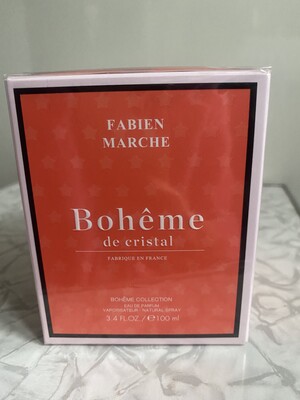 FABIEN
MARCHE
Bohême
de cristal
FABRIQUE EN FRANCE
BOHÊME COLLECTION
EAU DE PARFUM
VAPORISATEUR - NATURAL SPRAY
3.4 FL.OZ. / ℮100 ml